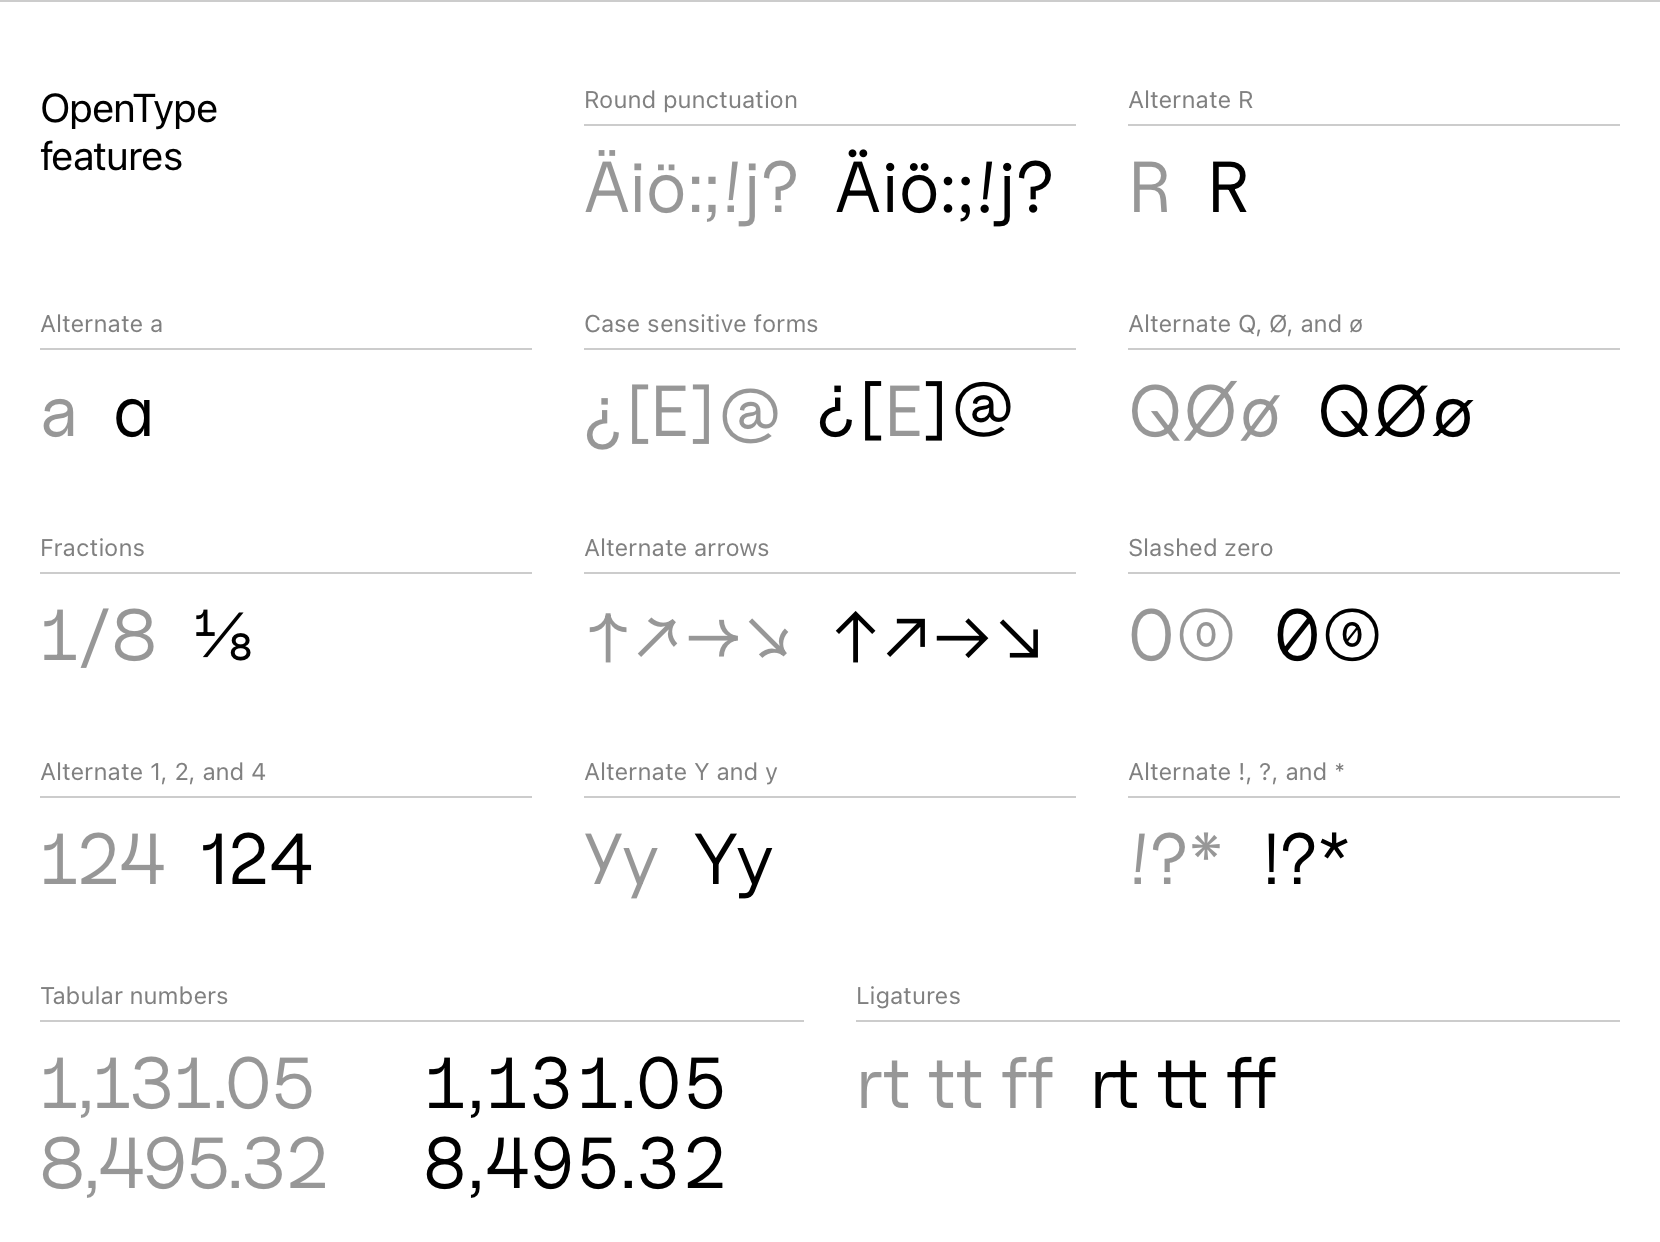 OpenType
features
Round punctuation
Äiö:;!j? Äiö:;!j?
Alternate R
R R
Alternate a
a a
Case sensitive forms
¿[E]@ ¿[E]@
Alternate Q, Ø, and ø
QØø QØø
Fractions
1/8 ⅛
Alternate arrows
↑↗→↘ ↑↗→↘
Slashed zero
0⓪ 0⓪
Alternate 1, 2, and 4
124 124
Alternate Y and y
Yy Yy
Alternate !, ?, and *
!?* !?*
Tabular numbers
1,131.05 1,131.05
8,495.32 8,495.32
Ligatures
rt tt ff rt tt ff